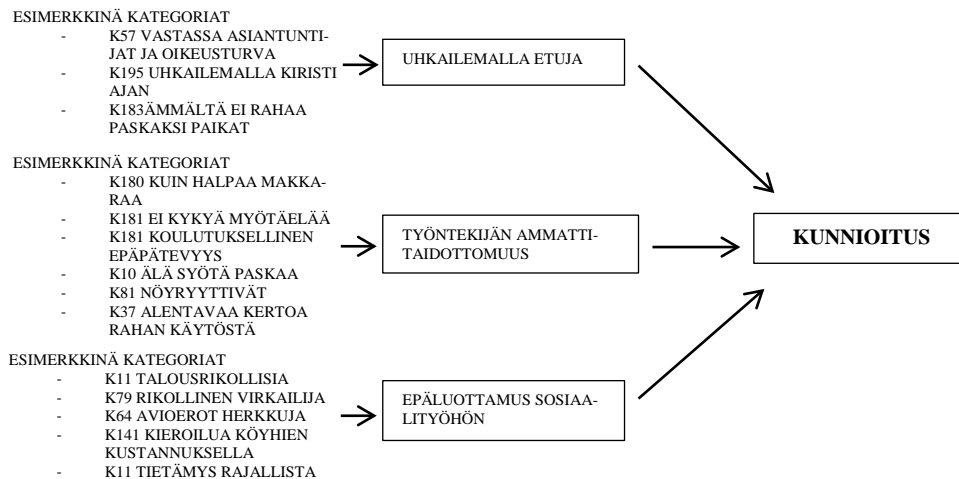 ESIMERKKINÄ KATEGORIAT
- K57 VASTASSA ASIANTUNTI-
JAT JA OIKEUSTURVA
- K195 UHKAILEMALLA KIRISTI
AJAN
- K183ÄMMÄLTÄ EI RAHAA
PASKAKSI PAIKAT
UHKAILEMALLA ETUJA
ESIMERKKINÄ KATEGORIAT
- K180 KUIN HALPAA MAKKA-
RAA
- K181 EI KYKYÄ MYÖTÄELÄÄ
- K181 KOULUTUKSELLINEN
EPÄPÄTEVYYS
- K10 ÄLÄ SYÖTÄ PASKAA
- K81 NÖYRYYTTIVÄT
- K37 ALENTAVAA KERTOA
RAHAN KÄYTÖSTÄ
TYÖNTEKIJÄN AMMATTI-
TAIDOTTOMUUS
KUNNIOITUS
ESIMERKKINÄ KATEGORIAT
- K11 TALOUSRIKOLLISIA
- K79 RIKOLLINEN VIRKAILIJA
- K64 AVIOEROT HERKKUJA
- K141 KIEROILUA KÖYHIEN
KUSTANNUKSELLA
- K11 TIETÄMYS RAJALLISTA
EPÄLUOTTAMUS SOSIAA-
LITYÖHÖN